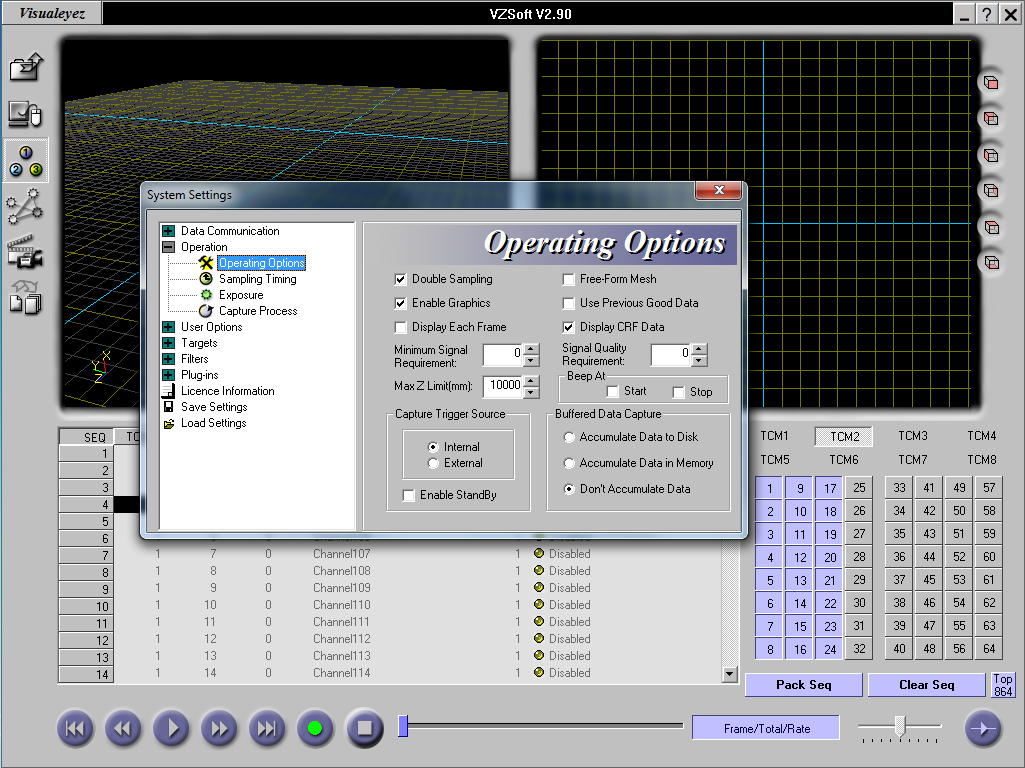 Visualeyez
VZSoft V2.90
?
1
2 3
System Settings
Data Communication
Operation
Operating Options
Sampling Timing
Exposure
Capture Process
User Options
Targets
Filters
Plug-ins
Licence Information
Save Settings
Load Settings
Operating Options
Double Sampling
Free-Form Mesh
Enable Graphics
Use Previous Good Data
Display Each Frame
Display CRF Data
Minimum Signal Requirement: 0
Signal Quality Requirement: 0
Max Z Limit(mm): 10000
Beep At
Start Stop
Capture Trigger Source
Internal
External
Enable StandBy
Buffered Data Capture
Accumulate Data to Disk
Accumulate Data in Memory
Don't Accumulate Data
X
Y
Z
SEQ TC
1
2
3
4
5
6
7 1 7 0 Channel107 1 Disabled
8 1 8 0 Channel108 1 Disabled
9 1 9 0 Channel109 1 Disabled
10 1 10 0 Channel110 1 Disabled
11 1 11 0 Channel111 1 Disabled
12 1 12 0 Channel112 1 Disabled
13 1 13 0 Channel113 1 Disabled
14 1 14 0 Channel114 1 Disabled
TCM1 TCM2 TCM3 TCM4
TCM5 TCM6 TCM7 TCM8
1 9 17 25 33 41 49 57
2 10 18 26 34 42 50 58
3 11 19 27 35 43 51 59
4 12 20 28 36 44 52 60
5 13 21 29 37 45 53 61
6 14 22 30 38 46 54 62
7 15 23 31 39 47 55 63
8 16 24 32 40 48 56 64
Pack Seq Clear Seq Top 864
Frame/Total/Rate